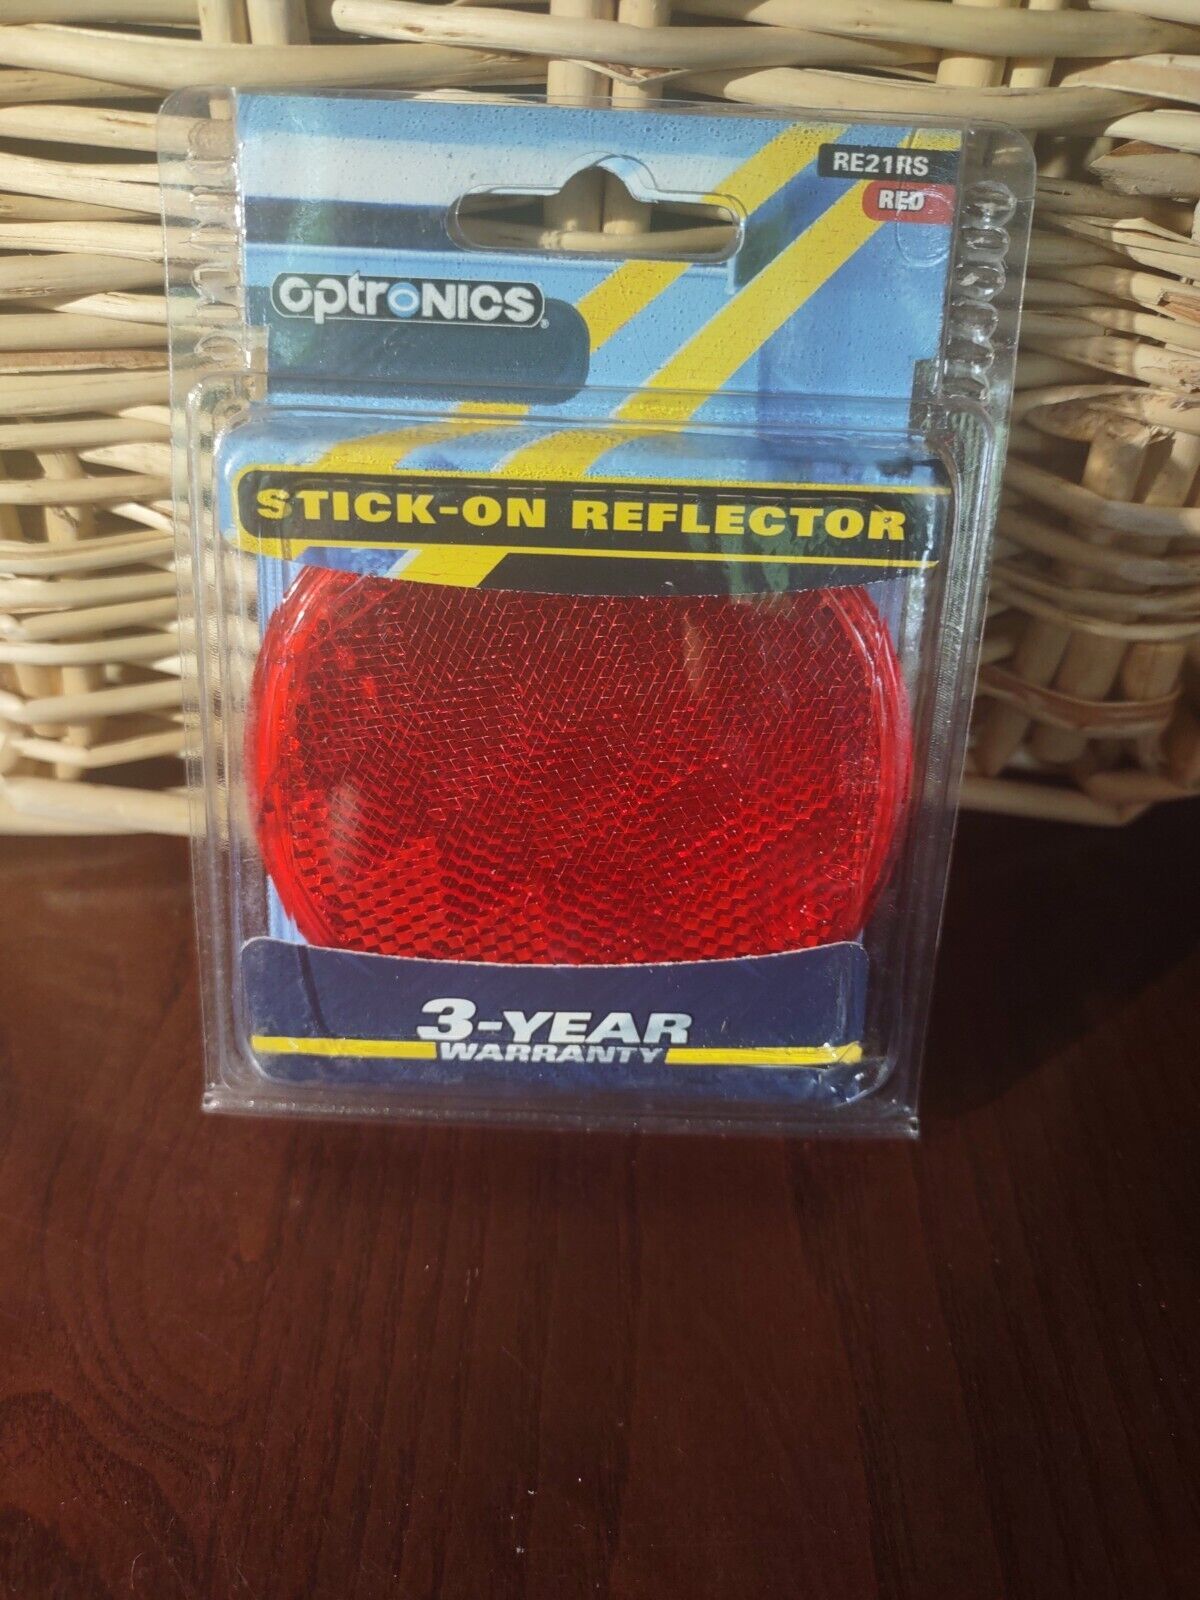 RE21RS
RED
optronics®
STICK-ON REFLECTOR
3-YEAR
WARRANTY